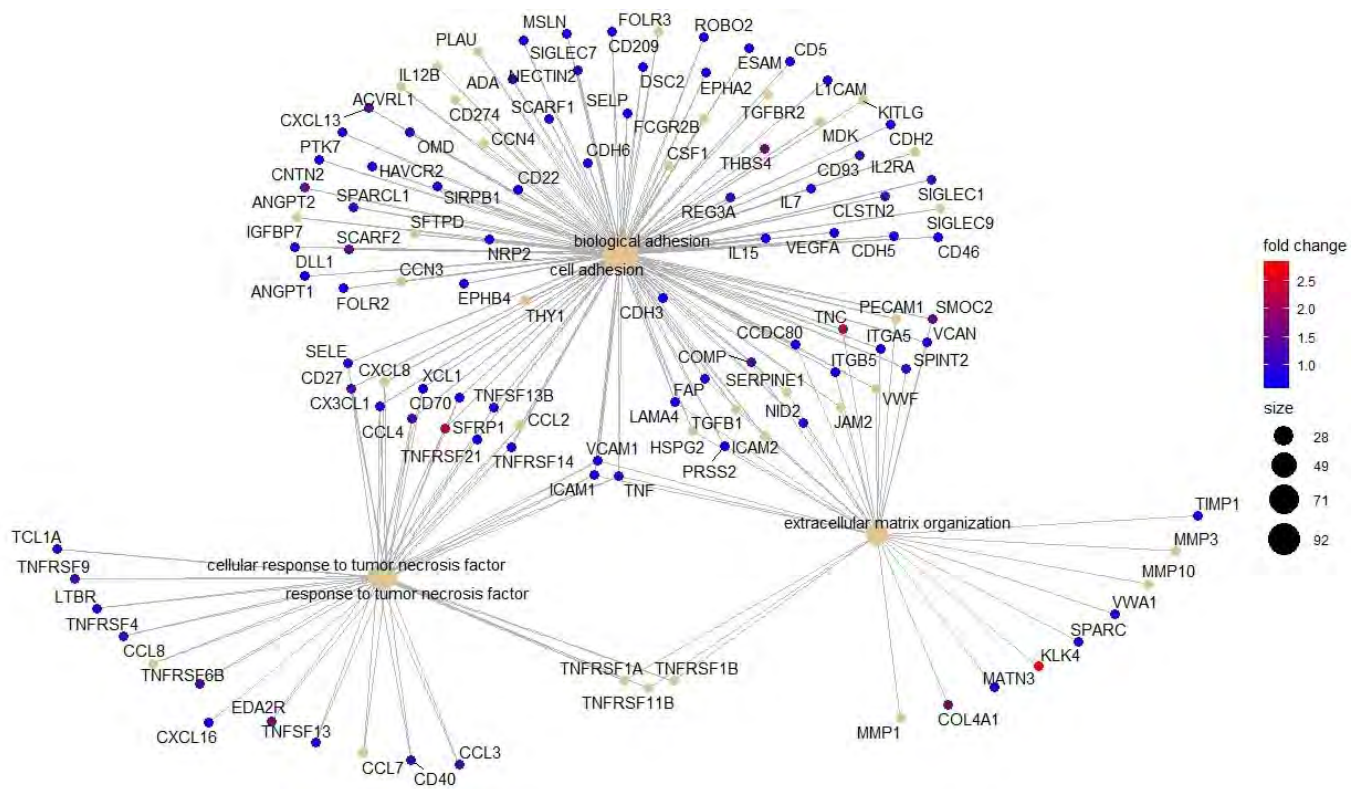 MSLN
FOLR3
ROBO2
PLAU
SIGLEC7
CD209
ESAM
CD5
IL12B
ADA
NECTIN2
DSC2
EPHA2
L1CAM
ACVRL1
CD274
SCARF1
SELP
TGFBR2
KITLG
CXCL13
CCN4
FCGR2B
MDK
CDH2
PTK7
OMD
CDH6
CSF1
THBS4
CD93
IL2RA
CNTN2
HAVCR2
CD22
SIGLEC1
ANGPT2
SPARCL1
SIRPB1
REG3A
IL7
CLSTN2
SIGLEC9
IGFBP7
SFTPD
SCARF2
NRP2
biological adhesion
IL15
VEGFA
CDH5
CD46
DLL1
CCN3
cell adhesion
ANGPT1
FOLR2
EPHB4
THY1
CDH3
PECAM1
SMOC2
TNC
CCDC80
ITGA5
VCAN
SELE
CXCL8
COMP
ITGB5
SPINT2
CD27
XCL1
SERPINE1
CX3CL1
CD70
TNFSF13B
FAP
VWF
CCL4
SFRP1
CCL2
LAMA4
TGFB1
NID2
JAM2
TNFRSF21
TNFRSF14
VCAM1
HSPG2
ICAM2
PRSS2
ICAM1
TNF
TIMP1
extracellular matrix organization
TCL1A
MMP3
cellular response to tumor necrosis factor
TNFRSF9
MMP10
response to tumor necrosis factor
LTBR
VWA1
TNFRSF4
SPARC
CCL8
KLK4
TNFRSF6B
TNFRSF1A
TNFRSF1B
MATN3
TNFRSF11B
EDA2R
CXCL16
TNFSF13
COL4A1
MMP1
CCL7
CD40
CCL3
fold change
2.5
2.0
1.5
1.0
size
28
49
71
92